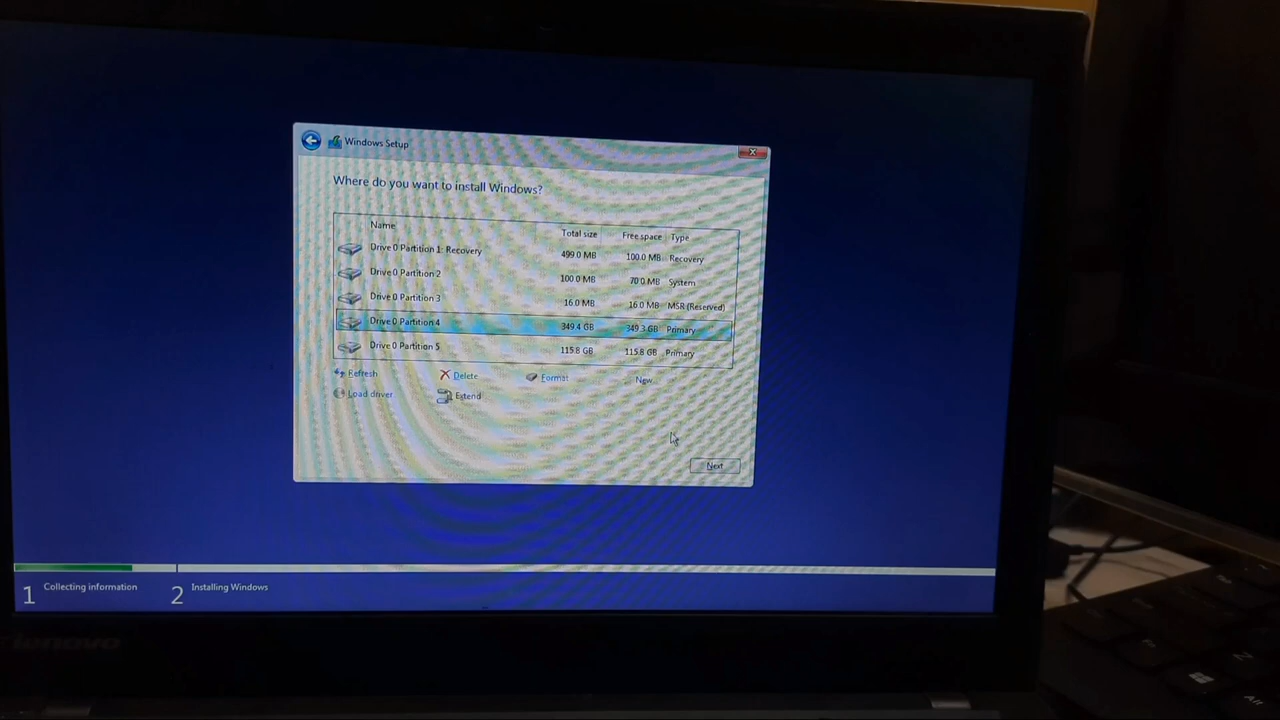 Windows Setup
Where do you want to install Windows?
Name Total size Free space Type
Drive 0 Partition 1: Recovery 499.0 MB 100.0 MB Recovery
Drive 0 Partition 2 100.0 MB 70.0 MB System
Drive 0 Partition 3 16.0 MB 16.0 MB MSR (Reserved)
Drive 0 Partition 4 349.4 GB 349.3 GB Primary
Drive 0 Partition 5 115.8 GB 115.8 GB Primary
Refresh Delete Format New
Load driver Extend
Next
1 Collecting information 2 Installing Windows
lenovo
Z
Alt